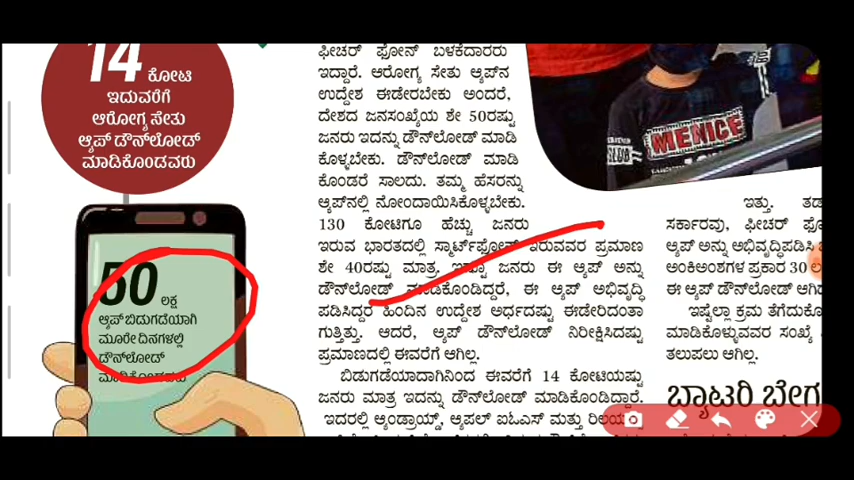 14 ಕೋಟಿ
ಇದುವರೆಗೆ
ಆರೋಗ್ಯ ಸೇತು
ಆ್ಯಪ್ ಡೌನ್‌ಲೋಡ್
ಮಾಡಿಕೊಂಡವರು
50 ಲಕ್ಷ
ಆ್ಯಪ್ ಬಿಡುಗಡೆಯಾಗಿ
ಮೂರೇ ದಿನಗಳಲ್ಲಿ
ಡೌನ್‌ಲೋಡ್
ಮಾಡಿಕೊಂಡವರು
ಫೀಚರ್ ಫೋನ್ ಬಳಕೆದಾರರು
ಇದ್ದಾರೆ. ಆರೋಗ್ಯ ಸೇತು ಆ್ಯಪ್‌ನ
ಉದ್ದೇಶ ಈಡೇರಬೇಕು ಅಂದರೆ,
ದೇಶದ ಜನಸಂಖ್ಯೆಯ ಶೇ 50ರಷ್ಟು
ಜನರು ಇದನ್ನು ಡೌನ್‌ಲೋಡ್ ಮಾಡಿ
ಕೊಳ್ಳಬೇಕು. ಡೌನ್‌ಲೋಡ್ ಮಾಡಿ
ಕೊಂಡರೆ ಸಾಲದು. ತಮ್ಮ ಹೆಸರನ್ನು
ಆ್ಯಪ್‌ನಲ್ಲಿ ನೋಂದಾಯಿಸಿಕೊಳ್ಳಬೇಕು.
130 ಕೋಟಿಗೂ ಹೆಚ್ಚು ಜನರು
ಇರುವ ಭಾರತದಲ್ಲಿ ಸ್ಮಾರ್ಟ್‌ಫ್ಫೋನ್ ಇರುವವರ ಪ್ರಮಾಣ
ಶೇ 40ರಷ್ಟು ಮಾತ್ರ. ಇಷ್ಟೂ ಜನರು ಈ ಆ್ಯಪ್ ಅನ್ನು
ಡೌನ್‌ಲೋಡ್ ಮಾಡಿಕೊಂಡಿದ್ದರೆ, ಈ ಆ್ಯಪ್ ಅಭಿವೃದ್ಧಿ
ಪಡಿಸಿದ್ದರ ಹಿಂದಿನ ಉದ್ದೇಶ ಅರ್ಧದಷ್ಟು ಈಡೇರಿದಂತಾ
ಗುತ್ತಿತ್ತು. ಆದರೆ, ಆ್ಯಪ್ ಡೌನ್‌ಲೋಡ್ ನಿರೀಕ್ಷಿಸಿದಷ್ಟು
ಪ್ರಮಾಣದಲ್ಲಿ ಈವರೆಗೆ ಆಗಿಲ್ಲ.
ಬಿಡುಗಡೆಯಾದಾಗಿನಿಂದ ಈವರೆಗೆ 14 ಕೋಟಿಯಷ್ಟು
ಜನರು ಮಾತ್ರ ಇದನ್ನು ಡೌನ್‌ಲೋಡ್ ಮಾಡಿಕೊಂಡಿದ್ದಾರೆ.
ಇದರಲ್ಲಿ ಆ್ಯಂಡ್ರಾಯ್ಡ್, ಆ್ಯಪಲ್ ಐಒಎಸ್ ಮತ್ತು
MENICE
ಇತ್ತು.
ಸರ್ಕಾರವು, ಫೀಚರ್
ಆ್ಯಪ್ ಅನ್ನು ಅಭಿವೃದ್ಧಿಪಡಿಸಿ
ಅಂಕಿಅಂಶಗಳ ಪ್ರಕಾರ 30
ಈ ಆ್ಯಪ್ ಡೌನ್‌ಲೋಡ್
ಇಷ್ಟೆಲ್ಲಾ ಕ್ರಮ
ಮಾಡಿಕೊಳ್ಳುವವರ ಸಂಖ್ಯೆ
ತಲುಪಲು ಆಗಿಲ್ಲ.
ಬ್ಯಾಟರಿ ಬೇಗ